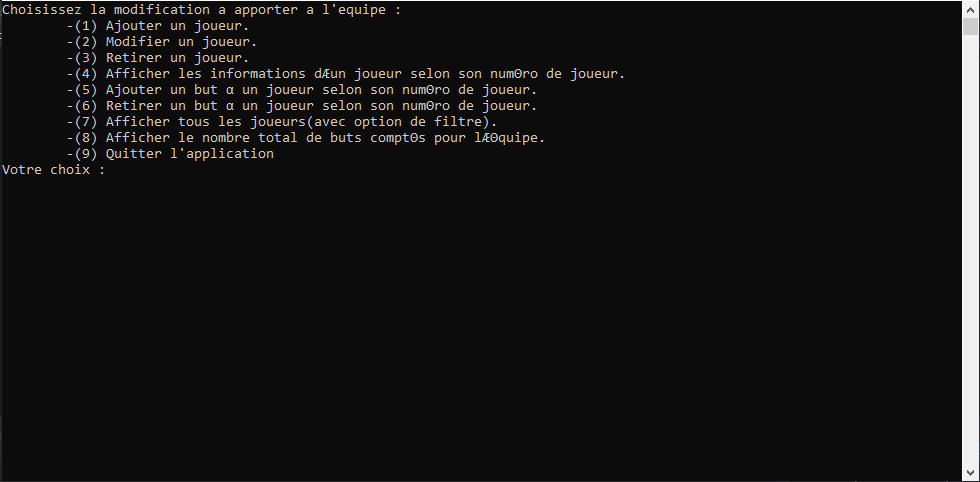 Choisissez la modification a apporter a l'equipe :
-(1) Ajouter un joueur.
-(2) Modifier un joueur.
-(3) Retirer un joueur.
-(4) Afficher les informations dÆun joueur selon son numΘro de joueur.
-(5) Ajouter un but α un joueur selon son numΘro de joueur.
-(6) Retirer un but α un joueur selon son numΘro de joueur.
-(7) Afficher tous les joueurs(avec option de filtre).
-(8) Afficher le nombre total de buts comptΘs pour lÆΘquipe.
-(9) Quitter l'application
Votre choix :